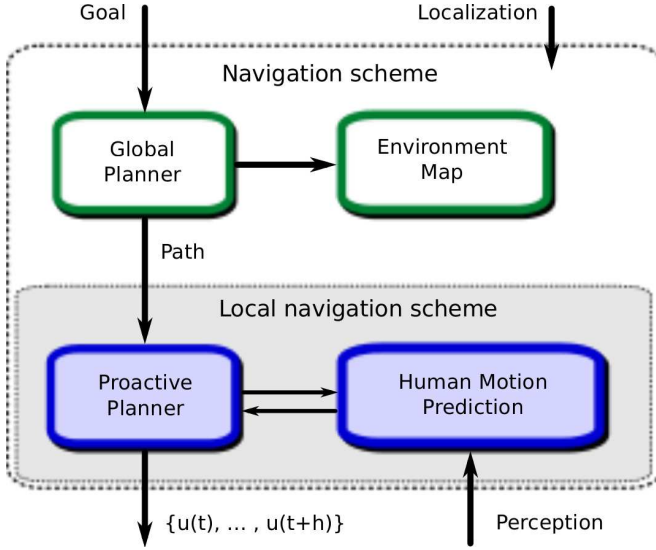 Goal
Localization
Navigation scheme
Global
Planner
Environment
Map
Path
Local navigation scheme
Proactive
Planner
Human Motion
Prediction
{u(t), ... , u(t+h)}
Perception